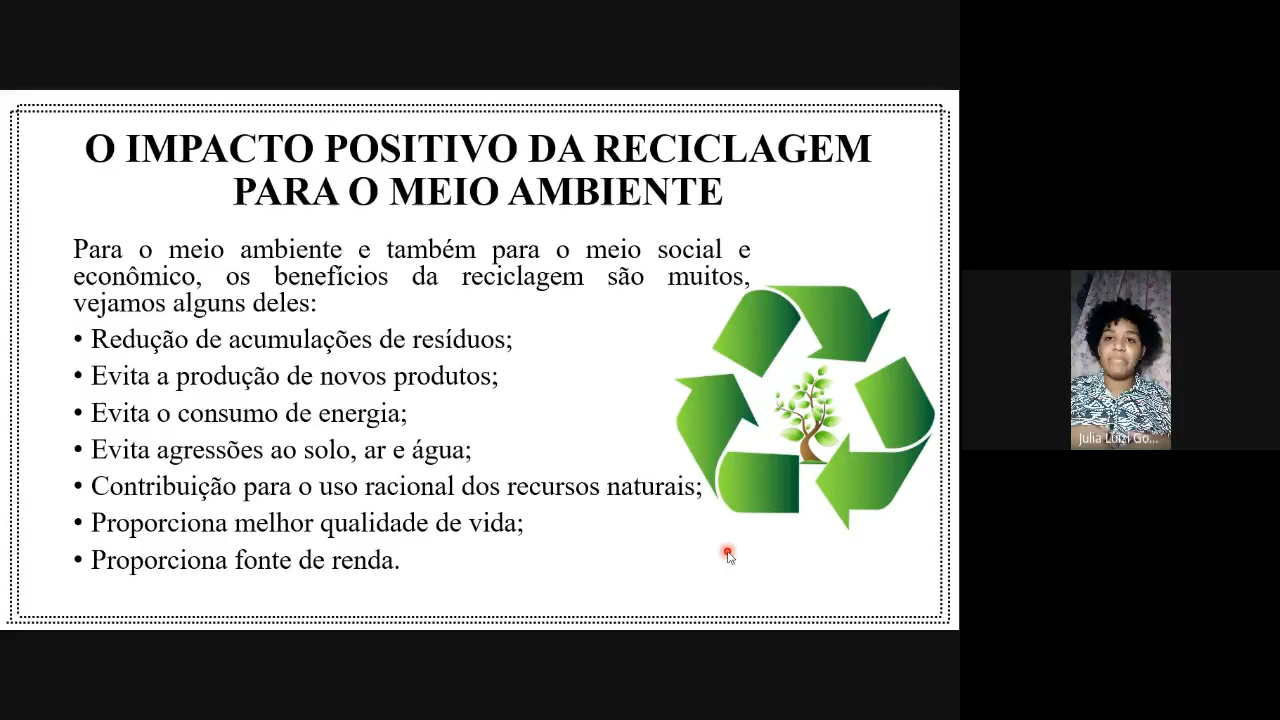 O IMPACTO POSITIVO DA RECICLAGEM
PARA O MEIO AMBIENTE
Para o meio ambiente e também para o meio social e
econômico, os benefícios da reciclagem são muitos,
vejamos alguns deles:
• Redução de acumulações de resíduos;
• Evita a produção de novos produtos;
• Evita o consumo de energia;
• Evita agressões ao solo, ar e água;
• Contribuição para o uso racional dos recursos naturais;
• Proporciona melhor qualidade de vida;
• Proporciona fonte de renda.
Julia Luizi Go...